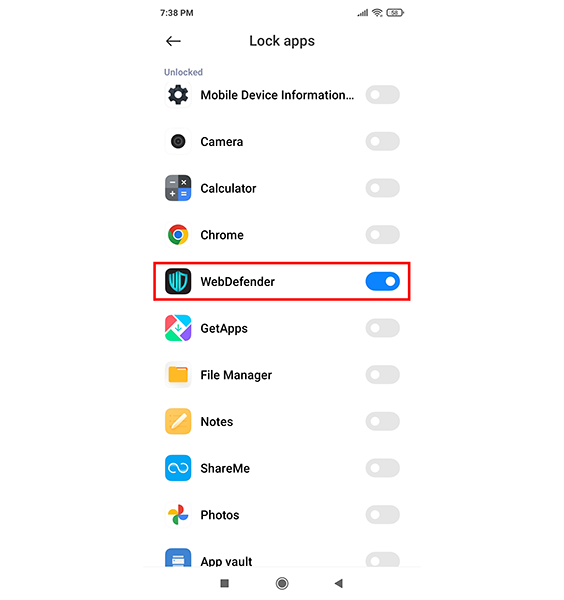 7:38 PM
58
Lock apps
Unlocked
Mobile Device Information...
Camera
Calculator
Chrome
WebDefender
GetApps
File Manager
Notes
ShareMe
Photos
App vault